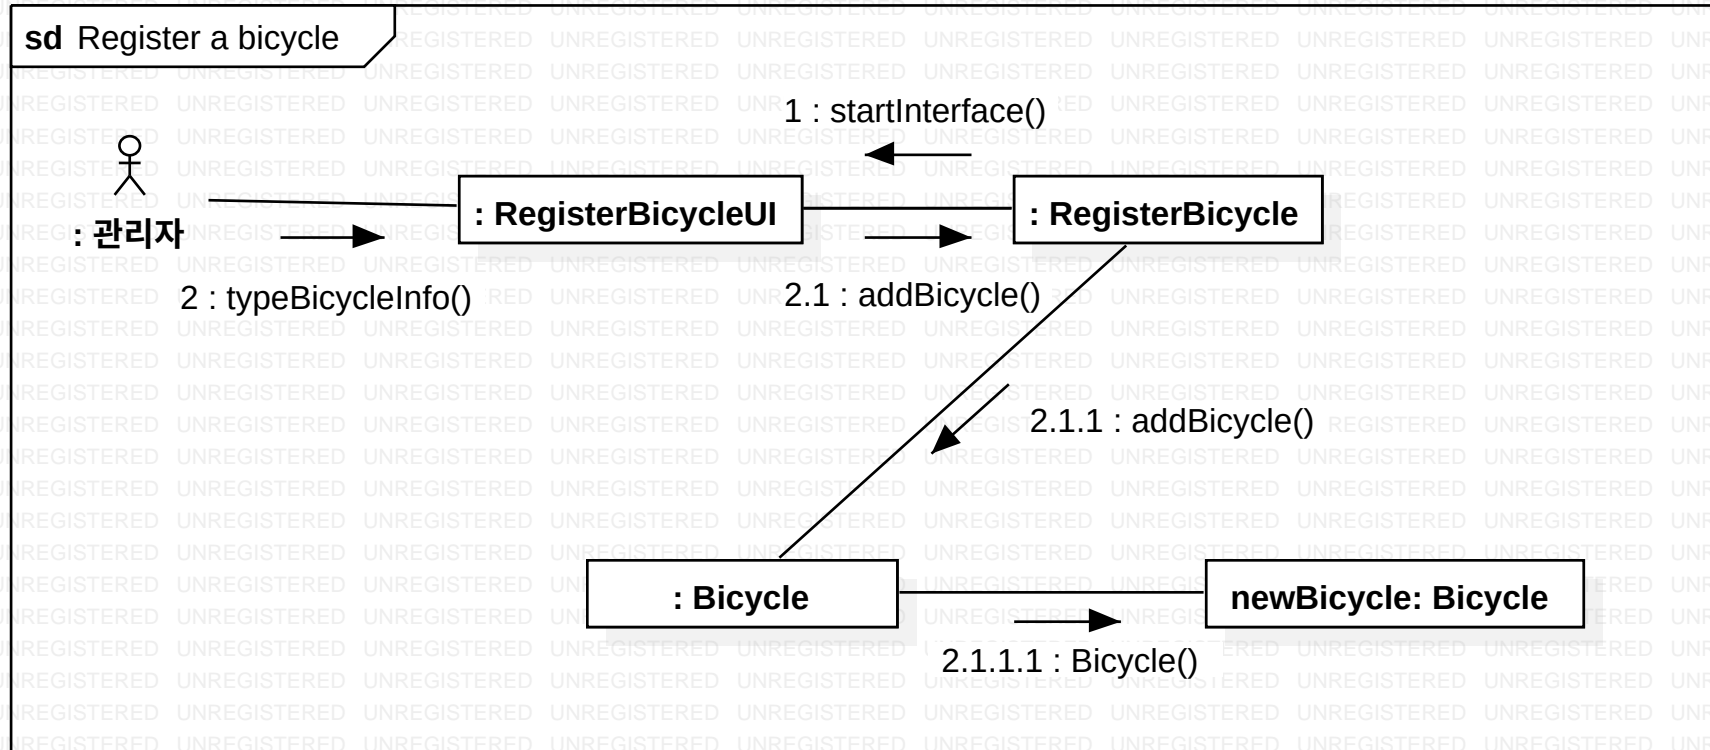 sd Register a bicycle
1 : startInterface()
: RegisterBicycleUI
: RegisterBicycle
: 관리자
2 : typeBicycleInfo()
2.1 : addBicycle()
2.1.1 : addBicycle()
: Bicycle
newBicycle: Bicycle
2.1.1.1 : Bicycle()
UNREGISTERED